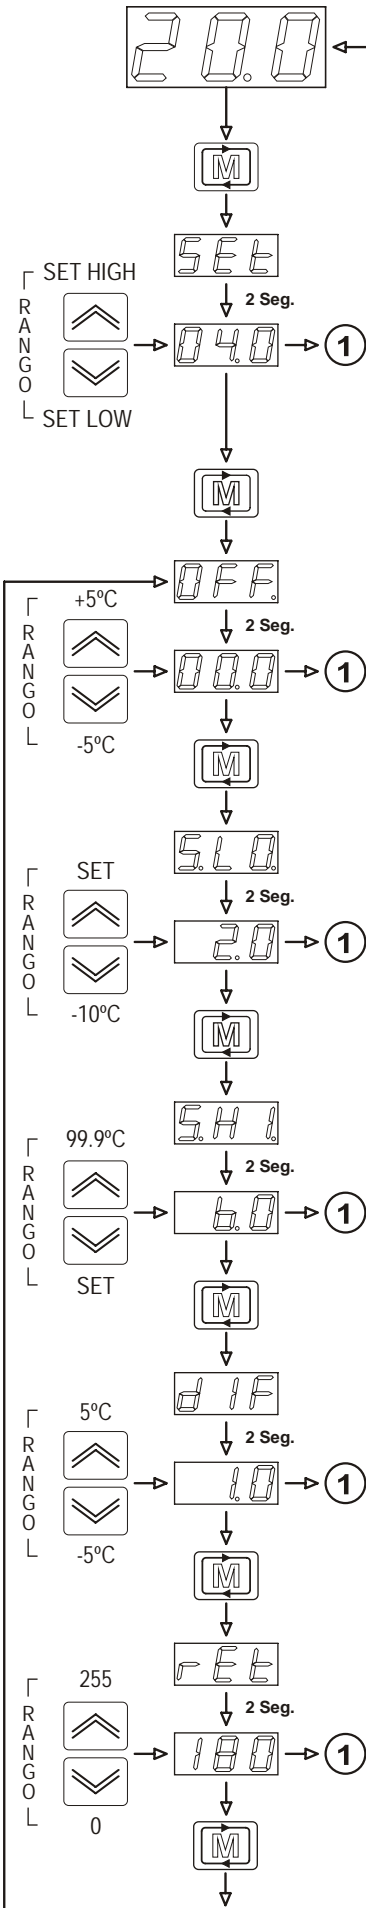 20.0
M
SEt
SET HIGH
2 Seg.
RANGO
04.0
1
SET LOW
M
OFF.
+5ºC
2 Seg.
RANGO
00.0
1
-5ºC
M
S.LO.
SET
2 Seg.
RANGO
2.0
1
-10ºC
M
S.HI.
99.9ºC
2 Seg.
RANGO
6.0
1
SET
M
dIF
5ºC
2 Seg.
RANGO
1.0
1
-5ºC
M
rEt
255
2 Seg.
RANGO
180
1
0
M